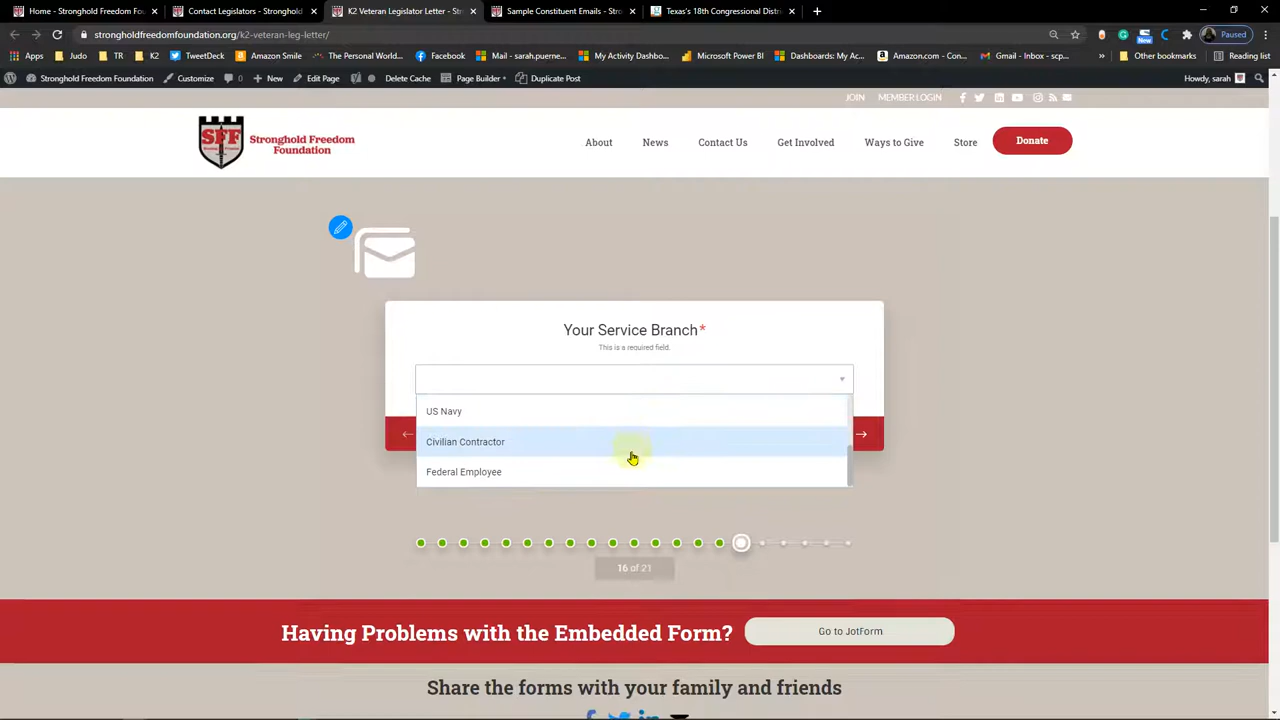 Home - Stronghold Freedom Fo... × Contact Legislators - Stronghold × K2 Veteran Legislator Letter - Str × Sample Constituent Emails - Stro × Texas's 18th Congressional Distri × +
strongholdfreedomfoundation.org/k2-veteran-leg-letter/ New Paused
Apps Judo TR K2 TweetDeck Amazon Smile The Personal World... Facebook Mail - sarah.puerne... My Activity Dashbo... Microsoft Power BI Dashboards: My Ac... Amazon.com - Con... Gmail - Inbox - scp... Other bookmarks Reading list
Stronghold Freedom Foundation Customize 0 New Edit Page Delete Cache Page Builder Duplicate Post Howdy, sarah
JOIN MEMBER LOGIN
SFF
Stronghold Freedom
Foundation
About News Contact Us Get Involved Ways to Give Store Donate
Your Service Branch*
This is a required field.
US Navy
Civilian Contractor
Federal Employee
16 of 21
Having Problems with the Embedded Form? Go to JotForm
Share the forms with your family and friends